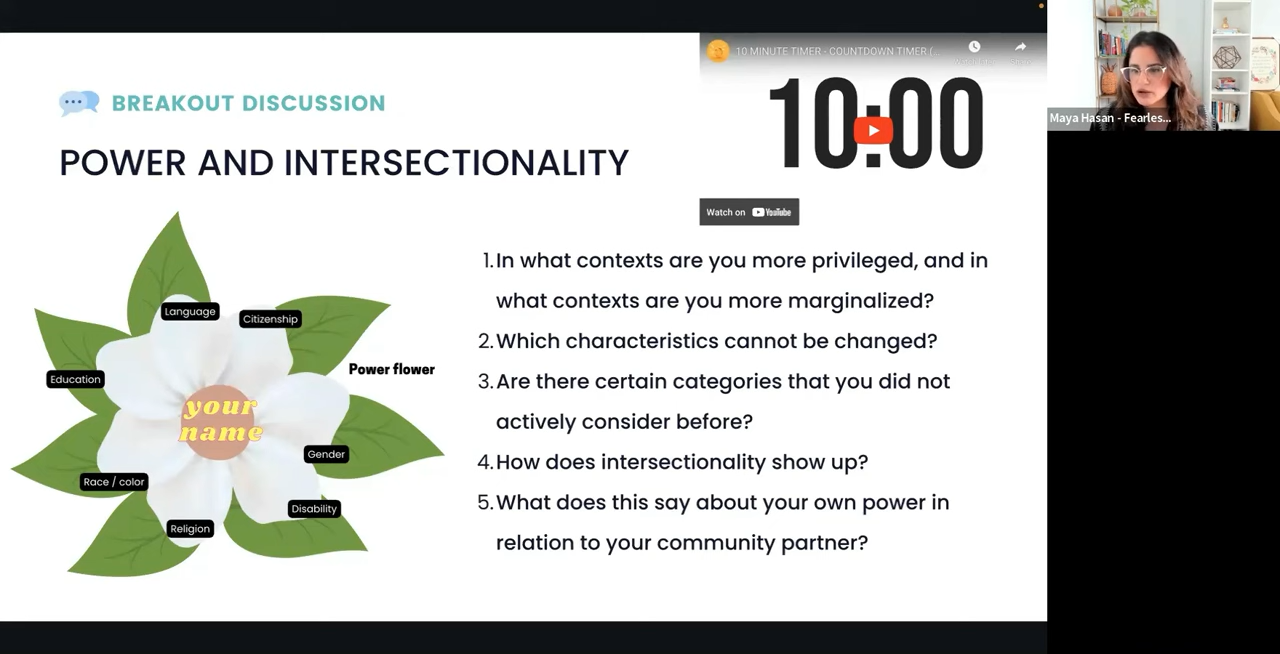 10 MINUTE TIMER - COUNTDOWN TIMER (...
10:00
Watch on YouTube
Maya Hasan - Fearles...
BREAKOUT DISCUSSION
POWER AND INTERSECTIONALITY
1. In what contexts are you more privileged, and in
what contexts are you more marginalized?
2. Which characteristics cannot be changed?
3. Are there certain categories that you did not
actively consider before?
4. How does intersectionality show up?
5. What does this say about your own power in
relation to your community partner?
Power flower
Language
Citizenship
Education
your
name
Gender
Race / color
Disability
Religion